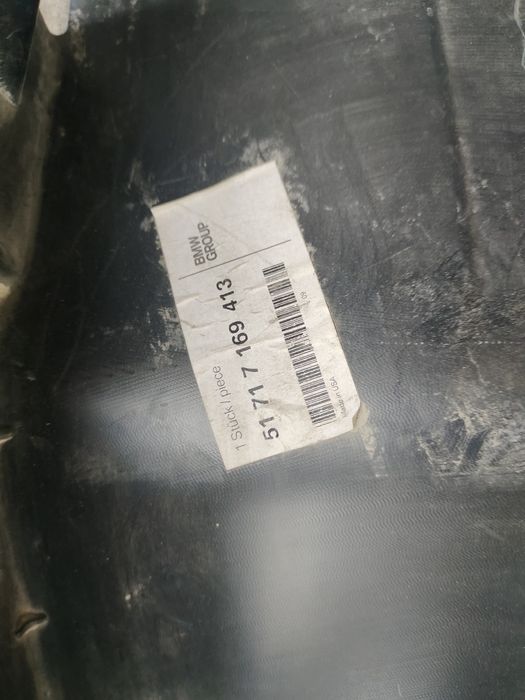 BMW
GROUP
1 Stück / piece
51 71 7 169 413
Made in USA